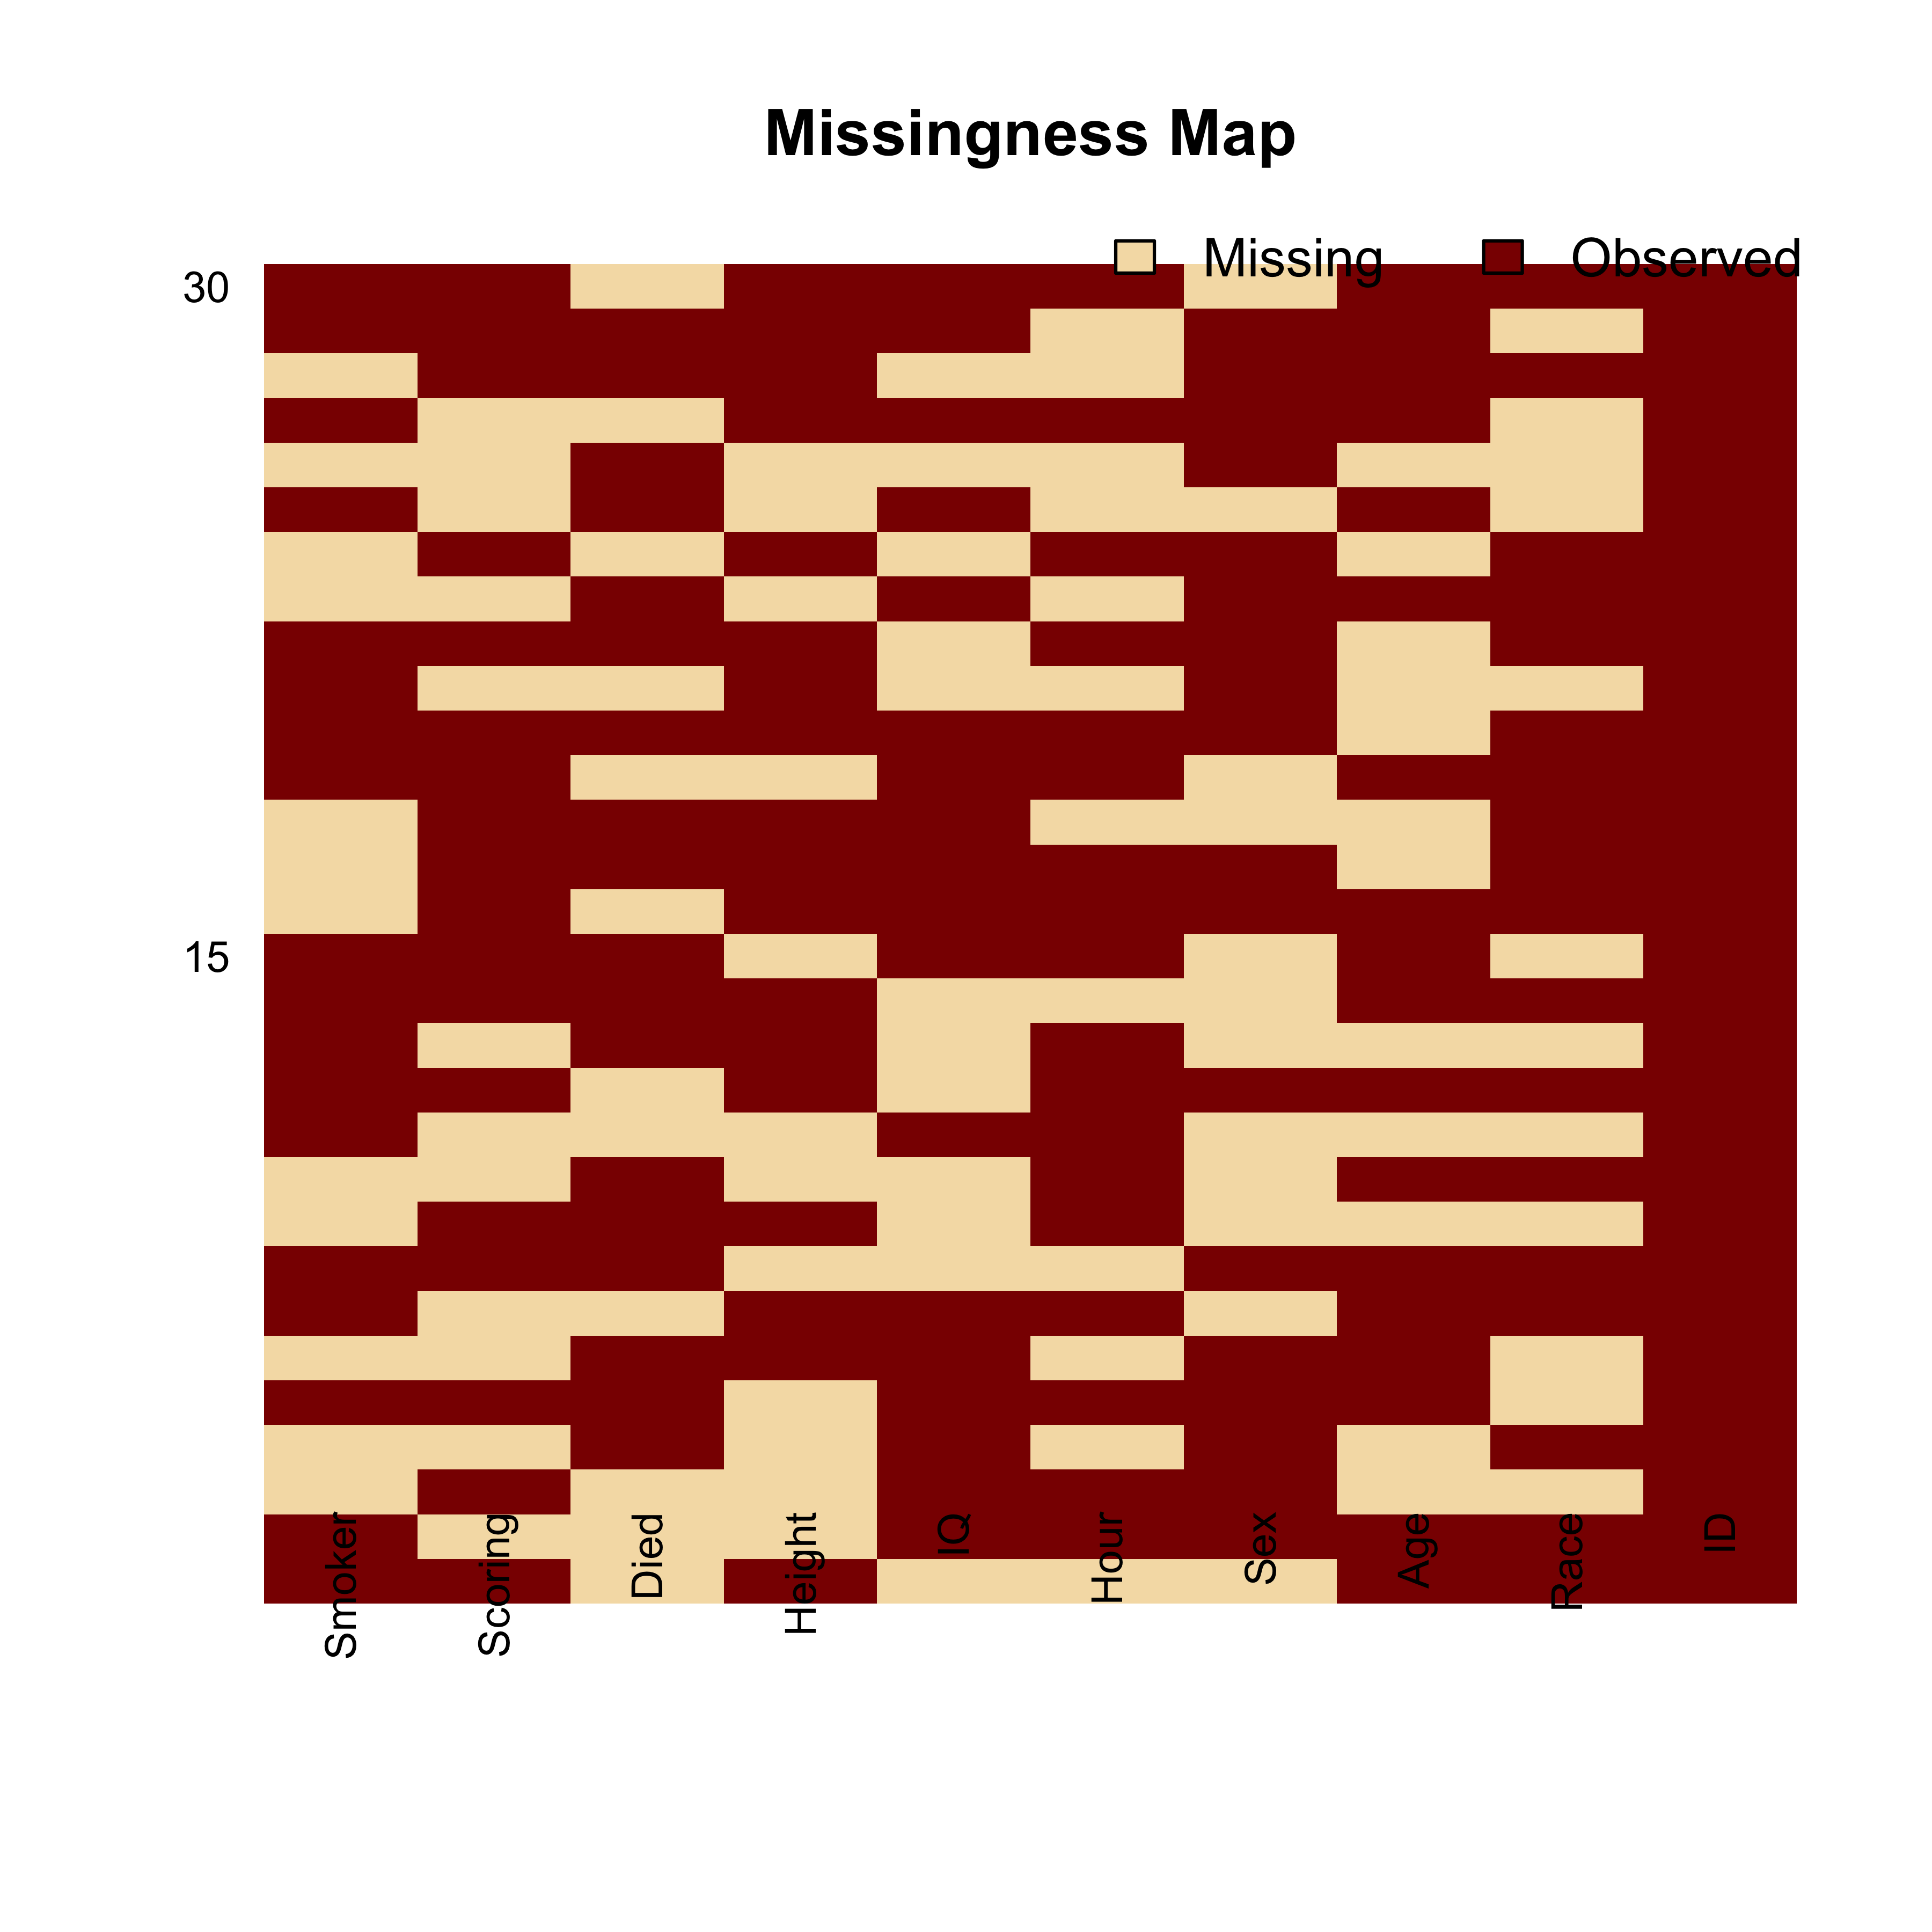 Missingness Map
Missing Observed
30
15
Smoker
Scoring
Died
Height
IQ
Hour
Sex
Age
Race
ID